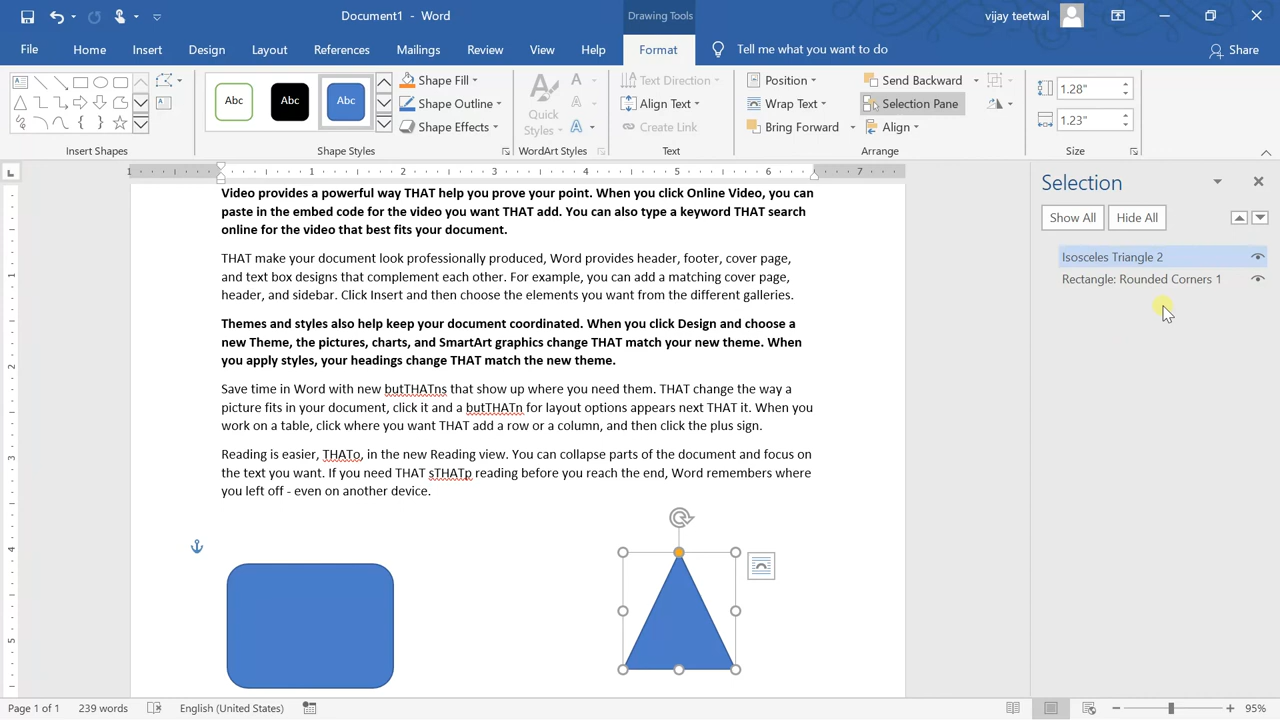 Document1 - Word
Drawing Tools
vijay teetwal
File Home Insert Design Layout References Mailings Review View Help Format Tell me what you want to do Share
Abc Abc Abc
Shape Fill
Shape Outline
Shape Effects
Quick
Styles
Text Direction
Align Text
Create Link
Position
Wrap Text
Bring Forward
Send Backward
Selection Pane
Align
1.28"
1.23"
Insert Shapes Shape Styles WordArt Styles Text Arrange Size
1 1 2 3 4 5 6 7
Video provides a powerful way THAT help you prove your point. When you click Online Video, you can
paste in the embed code for the video you want THAT add. You can also type a keyword THAT search
online for the video that best fits your document.
THAT make your document look professionally produced, Word provides header, footer, cover page,
and text box designs that complement each other. For example, you can add a matching cover page,
header, and sidebar. Click Insert and then choose the elements you want from the different galleries.
Themes and styles also help keep your document coordinated. When you click Design and choose a
new Theme, the pictures, charts, and SmartArt graphics change THAT match your new theme. When
you apply styles, your headings change THAT match the new theme.
Save time in Word with new butTHATns that show up where you need them. THAT change the way a
picture fits in your document, click it and a butTHATn for layout options appears next THAT it. When you
work on a table, click where you want THAT add a row or a column, and then click the plus sign.
Reading is easier, THATo, in the new Reading view. You can collapse parts of the document and focus on
the text you want. If you need THAT sTHATp reading before you reach the end, Word remembers where
you left off - even on another device.
1
2
3
4
5
Selection
Show All Hide All
Isosceles Triangle 2
Rectangle: Rounded Corners 1
Page 1 of 1 239 words English (United States) 95%